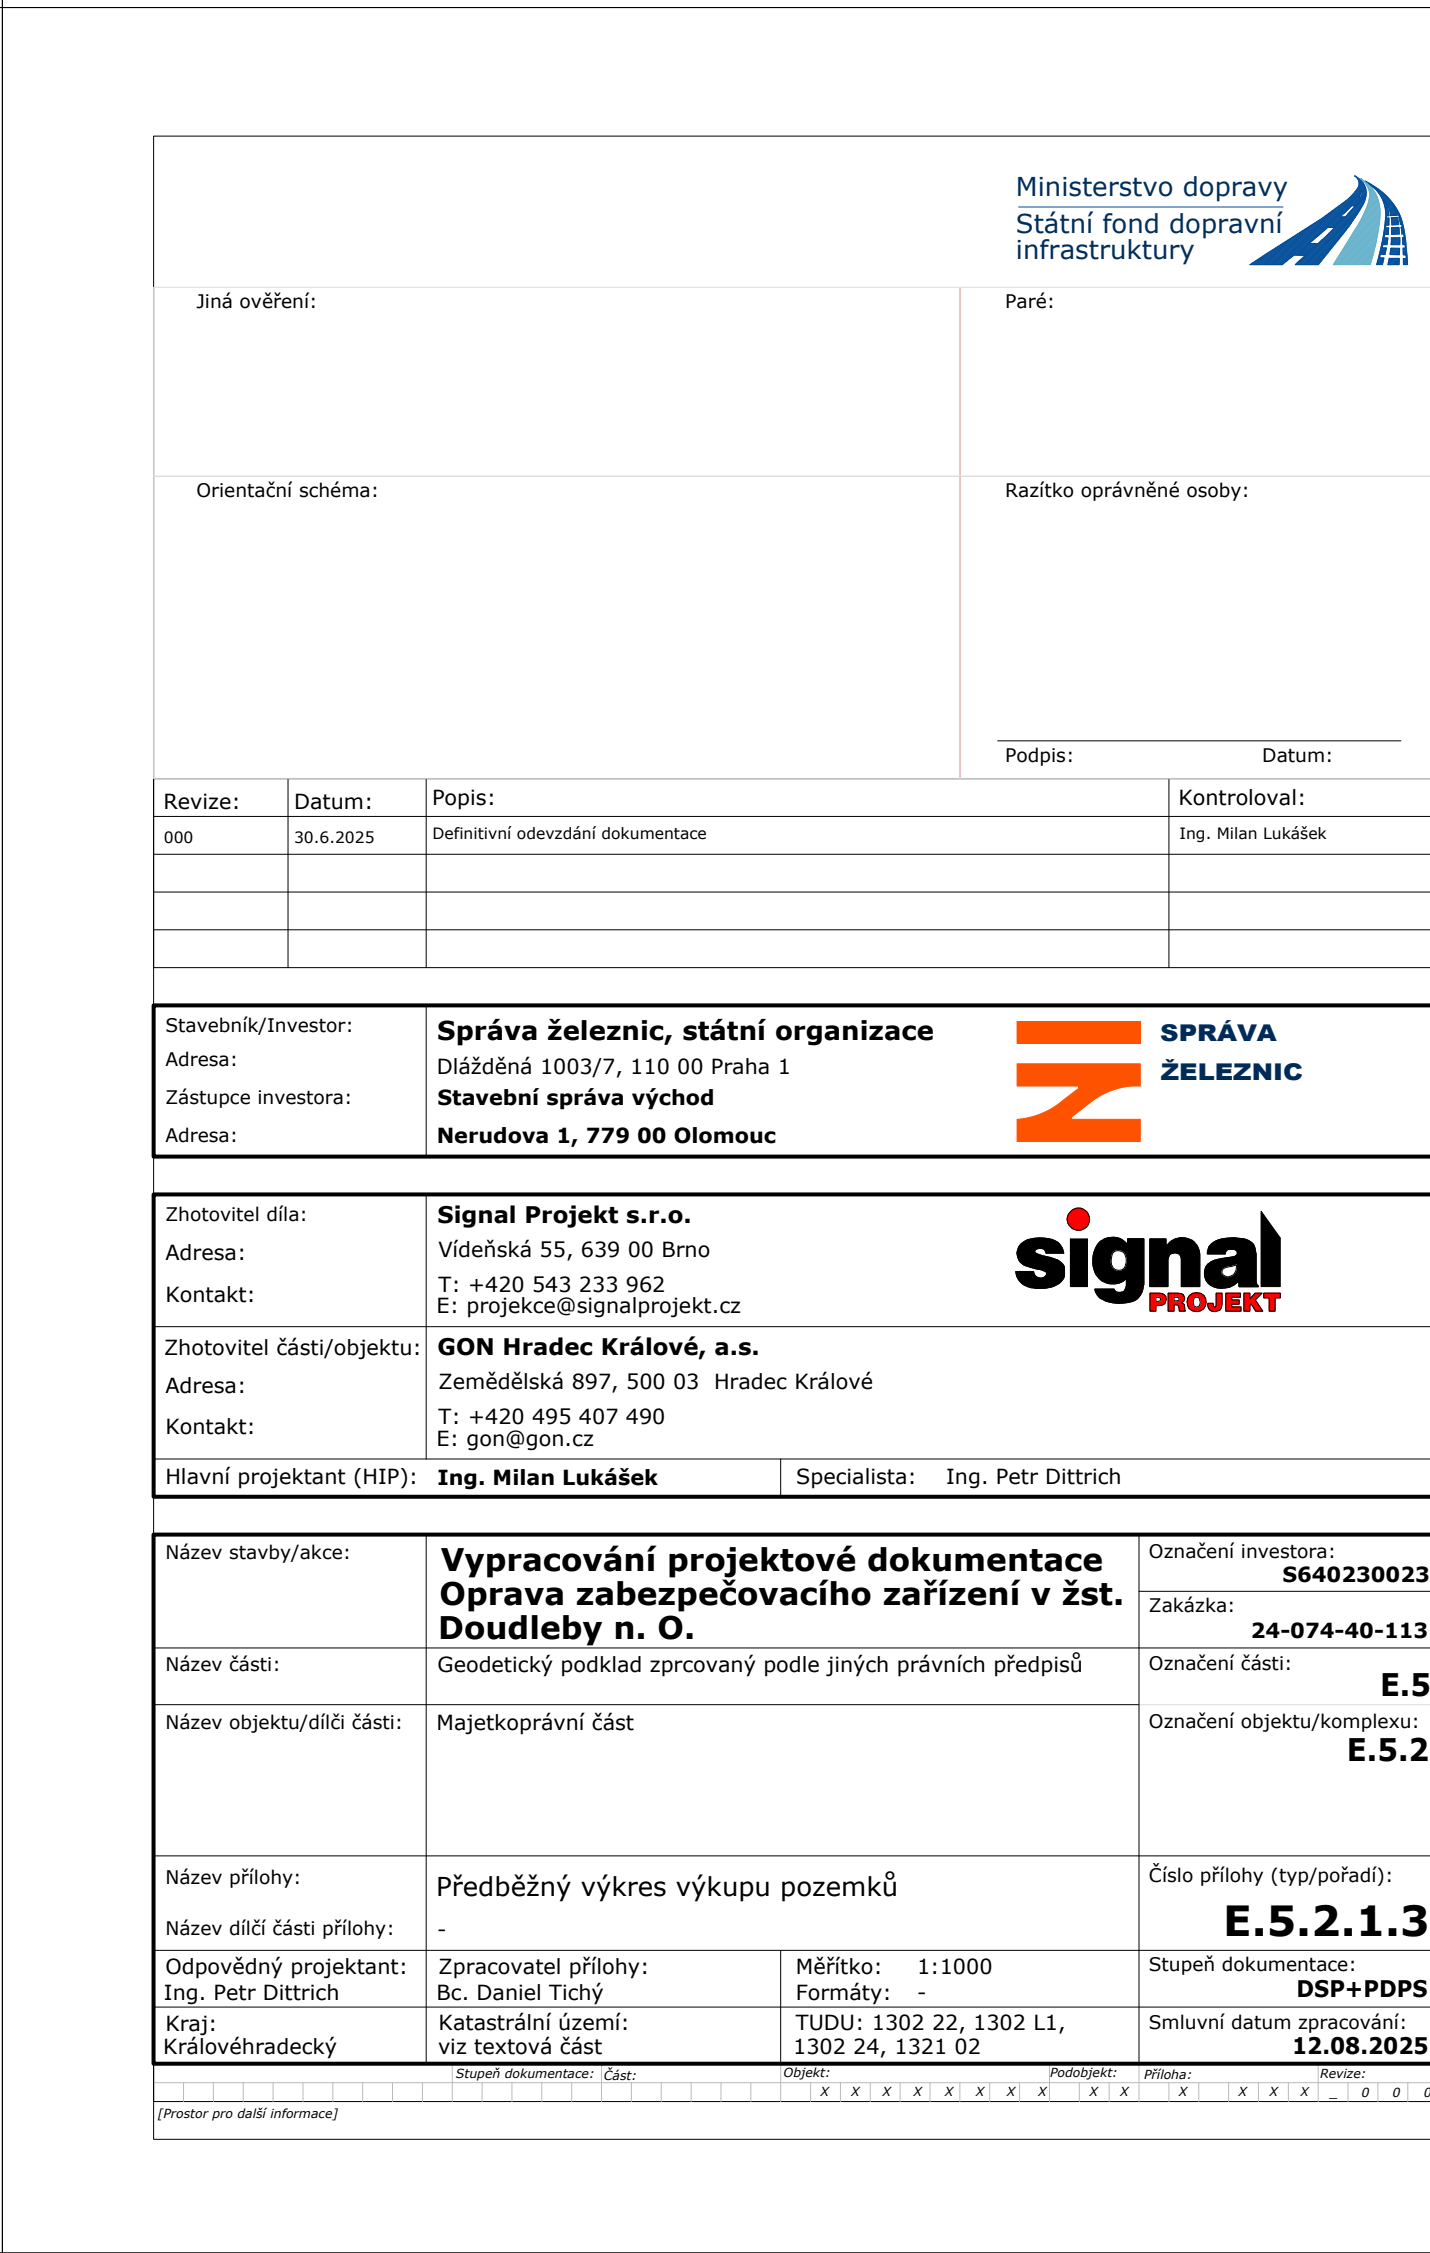 Ministerstvo dopravy
Státní fond dopravní
infrastruktury
Jiná ověření:
Paré:
Orientační schéma:
Razítko oprávněné osoby:
Podpis: Datum:
Revize: Datum: Popis: Kontroloval:
000 30.6.2025 Definitivní odevzdání dokumentace Ing. Milan Lukášek
Stavebník/Investor: Správa železnic, státní organizace
Adresa: Dlážděná 1003/7, 110 00 Praha 1
Zástupce investora: Stavební správa východ
Adresa: Nerudova 1, 779 00 Olomouc
SPRÁVA
ŽELEZNIC
Zhotovitel díla: Signal Projekt s.r.o.
Adresa: Vídeňská 55, 639 00 Brno
Kontakt: T: +420 543 233 962
E: projekce@signalprojekt.cz
signal
PROJEKT
Zhotovitel části/objektu: GON Hradec Králové, a.s.
Adresa: Zemědělská 897, 500 03 Hradec Králové
Kontakt: T: +420 495 407 490
E: gon@gon.cz
Hlavní projektant (HIP): Ing. Milan Lukášek Specialista: Ing. Petr Dittrich
Název stavby/akce: Vypracování projektové dokumentace
Oprava zabezpečovacího zařízení v žst.
Doudleby n. O.
Označení investora:
S640230023
Zakázka:
24-074-40-113
Název části: Geodetický podklad zprcovaný podle jiných právních předpisů
Označení části:
E.5
Název objektu/dílči části: Majetkoprávní část
Označení objektu/komplexu:
E.5.2
Název přílohy: Předběžný výkres výkupu pozemků
Číslo přílohy (typ/pořadí):
E.5.2.1.3
Název dílčí části přílohy: -
Odpovědný projektant: Zpracovatel přílohy: Měřítko: 1:1000 Stupeň dokumentace:
Ing. Petr Dittrich Bc. Daniel Tichý Formáty: - DSP+PDPS
Kraj: Katastrální území: TUDU: 1302 22, 1302 L1, Smluvní datum zpracování:
Královéhradecký viz textová část 1302 24, 1321 02 12.08.2025
Stupeň dokumentace: Část: Objekt: Podobjekt: Příloha: Revize:
X X X X X X X X X X X X X X _ 0 0 0
[Prostor pro další informace]